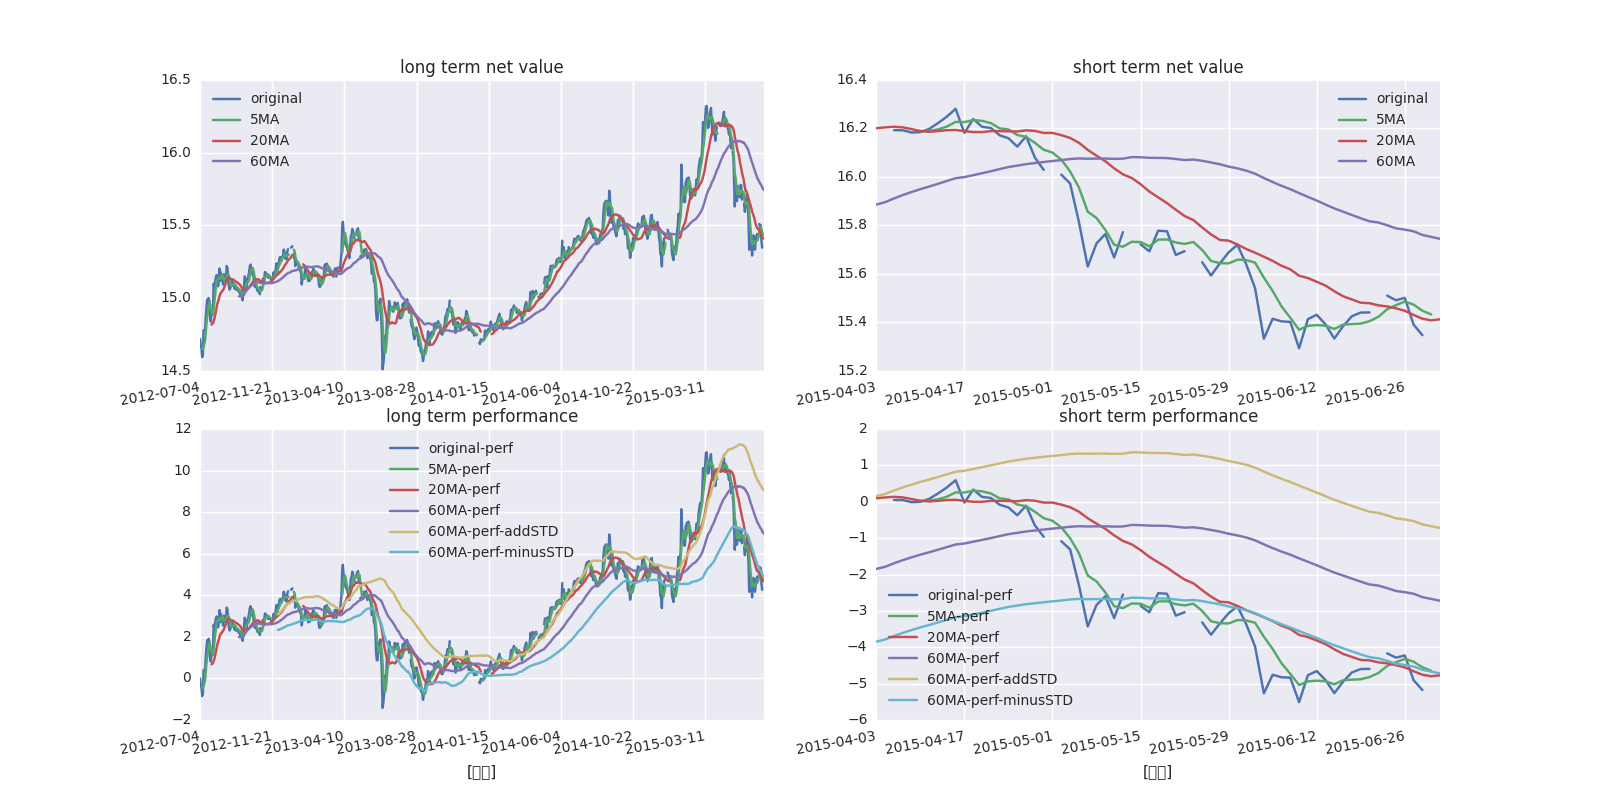 long term net value
16.5
16.0
15.5
15.0
14.5
original
5MA
20MA
60MA
2012-07-04 2012-11-21 2013-04-10 2013-08-28 2014-01-15 2014-06-04 2014-10-22 2015-03-11
short term net value
16.4
16.2
16.0
15.8
15.6
15.4
15.2
original
5MA
20MA
60MA
2015-04-03 2015-04-17 2015-05-01 2015-05-15 2015-05-29 2015-06-12 2015-06-26
long term performance
12
10
8
6
4
2
0
−2
original-perf
5MA-perf
20MA-perf
60MA-perf
60MA-perf-addSTD
60MA-perf-minusSTD
2012-07-04 2012-11-21 2013-04-10 2013-08-28 2014-01-15 2014-06-04 2014-10-22 2015-03-11
short term performance
2
1
0
−1
−2
−3
−4
−5
−6
original-perf
5MA-perf
20MA-perf
60MA-perf
60MA-perf-addSTD
60MA-perf-minusSTD
2015-04-03 2015-04-17 2015-05-01 2015-05-15 2015-05-29 2015-06-12 2015-06-26